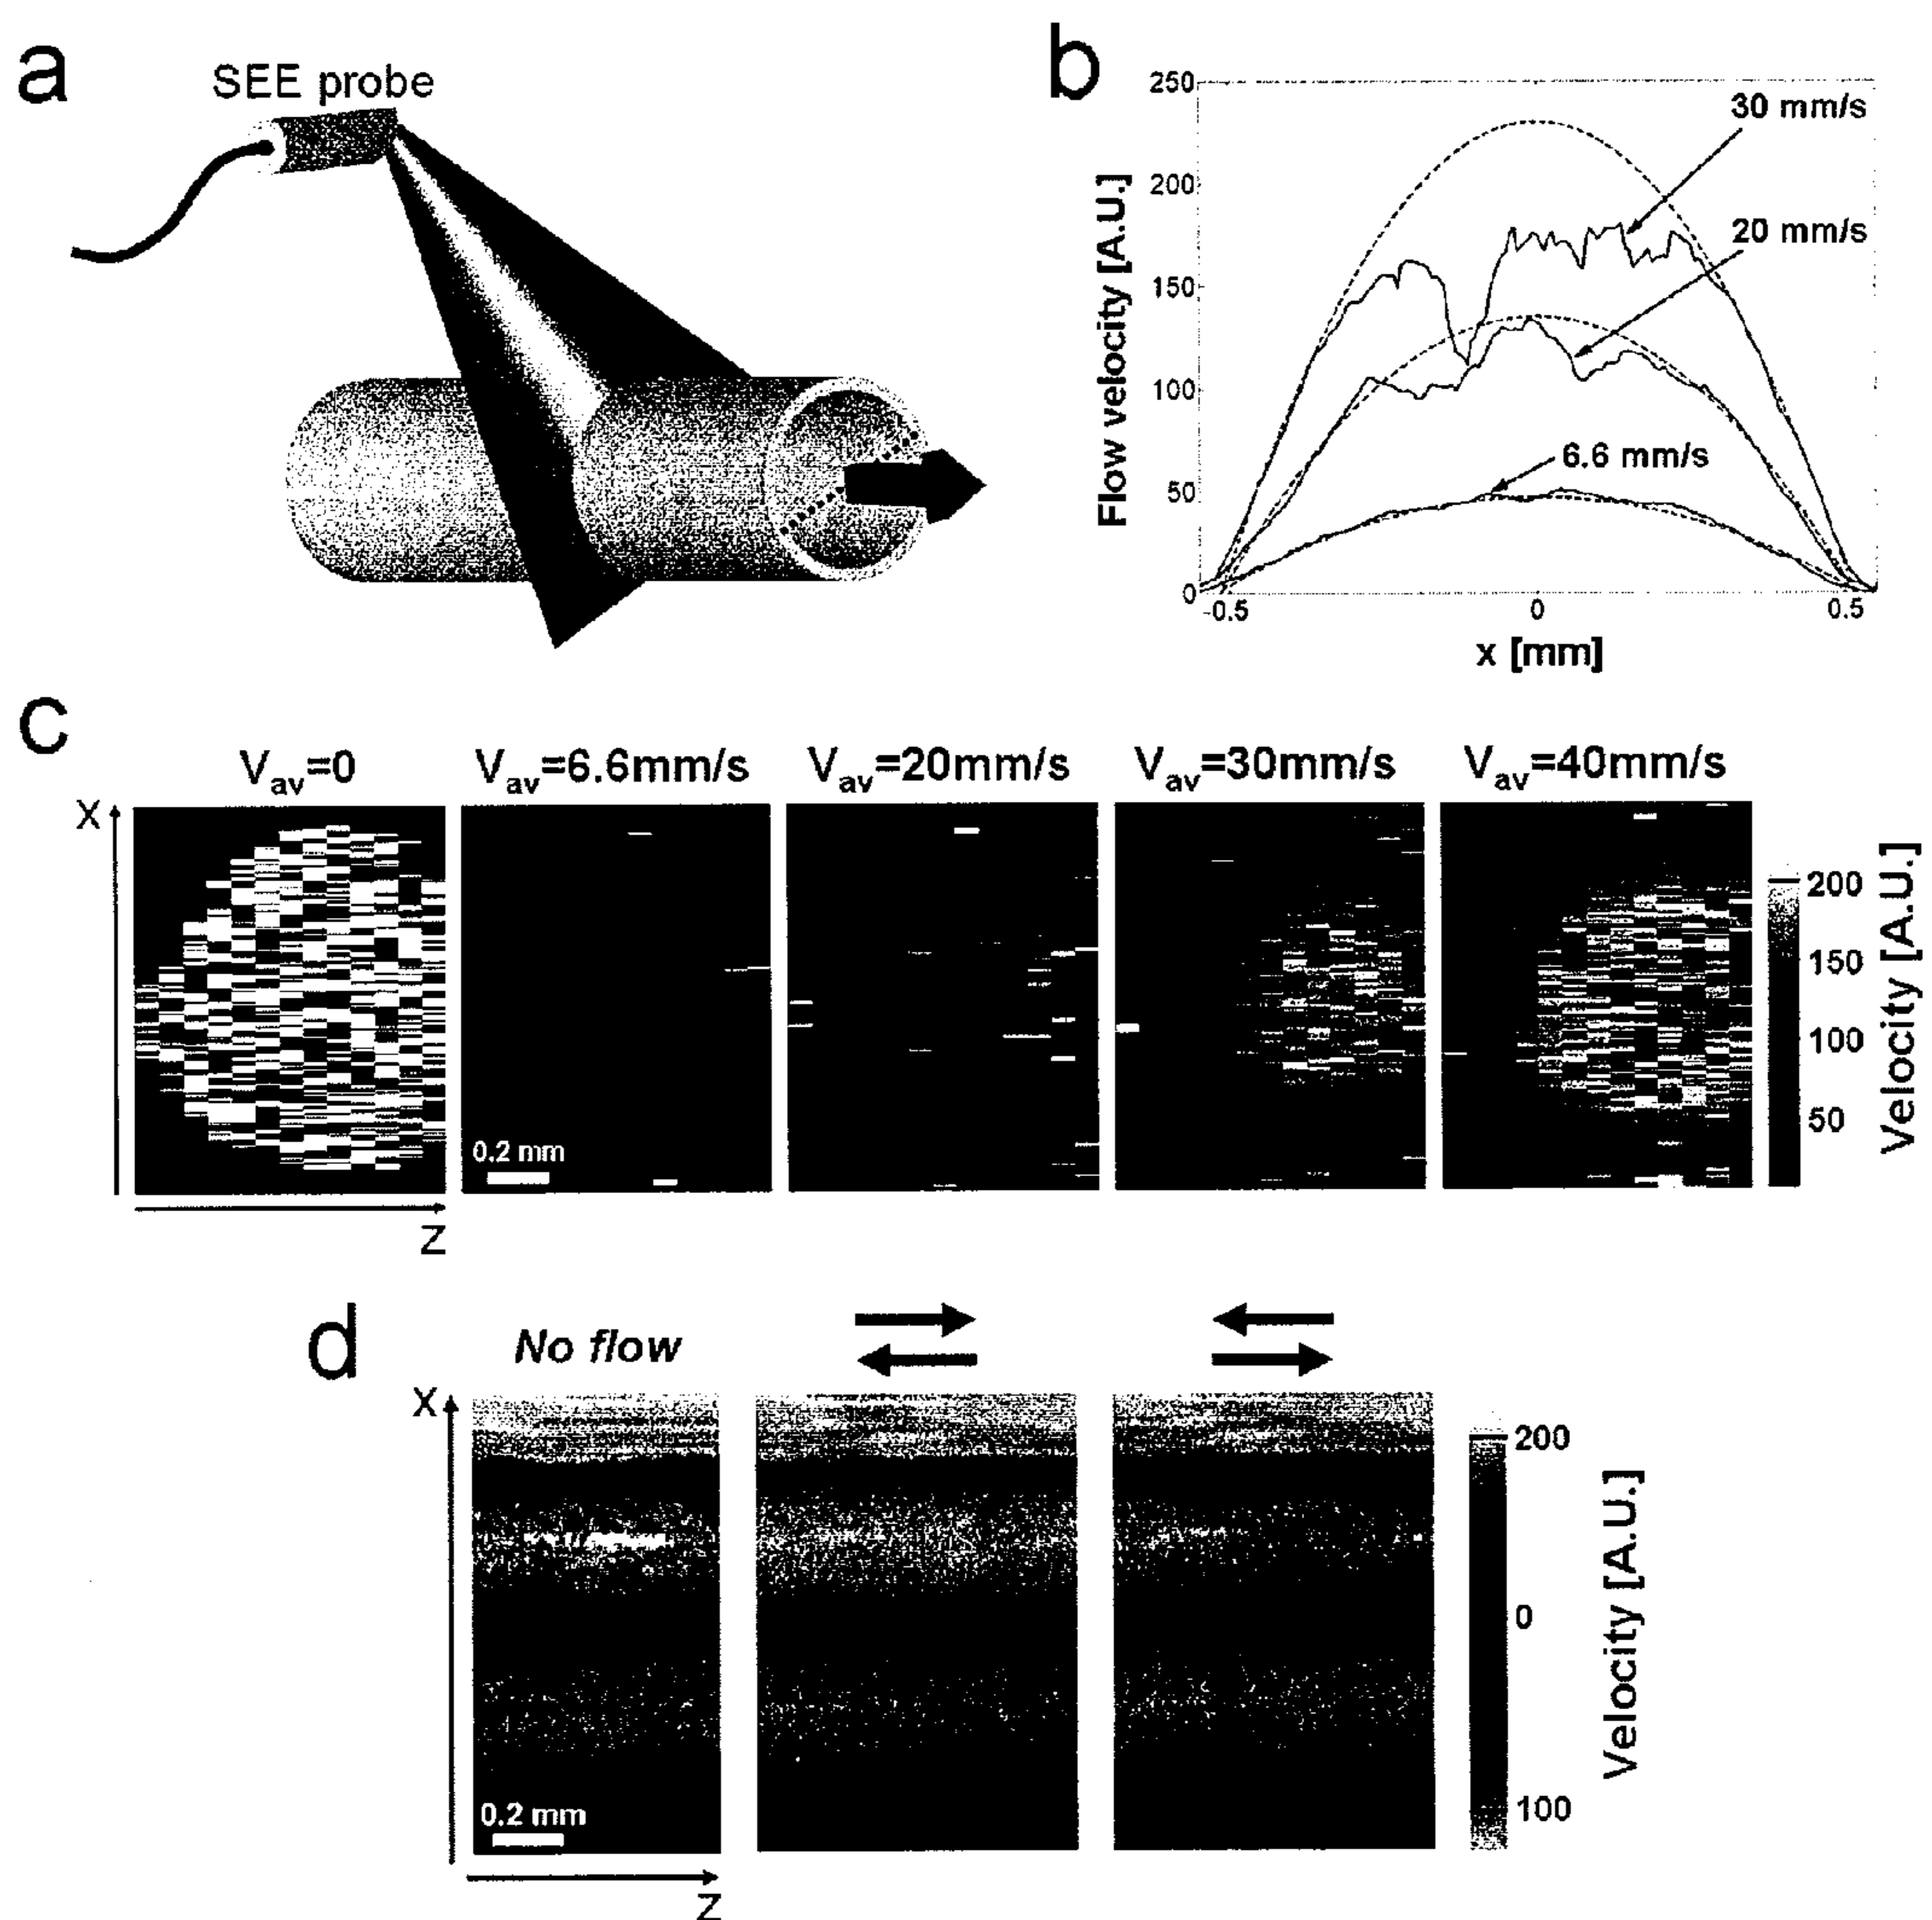 a
SEE probe
b
250
200
150
100
50
0
-0.5
0
0.5
Flow velocity [A.U.]
x [mm]
30 mm/s
20 mm/s
6.6 mm/s
c
Vav=0
Vav=6.6mm/s
Vav=20mm/s
Vav=30mm/s
Vav=40mm/s
X
Z
0.2 mm
200
150
100
50
Velocity [A.U.]
d
No flow
X
Z
0.2 mm
200
0
100
Velocity [A.U.]